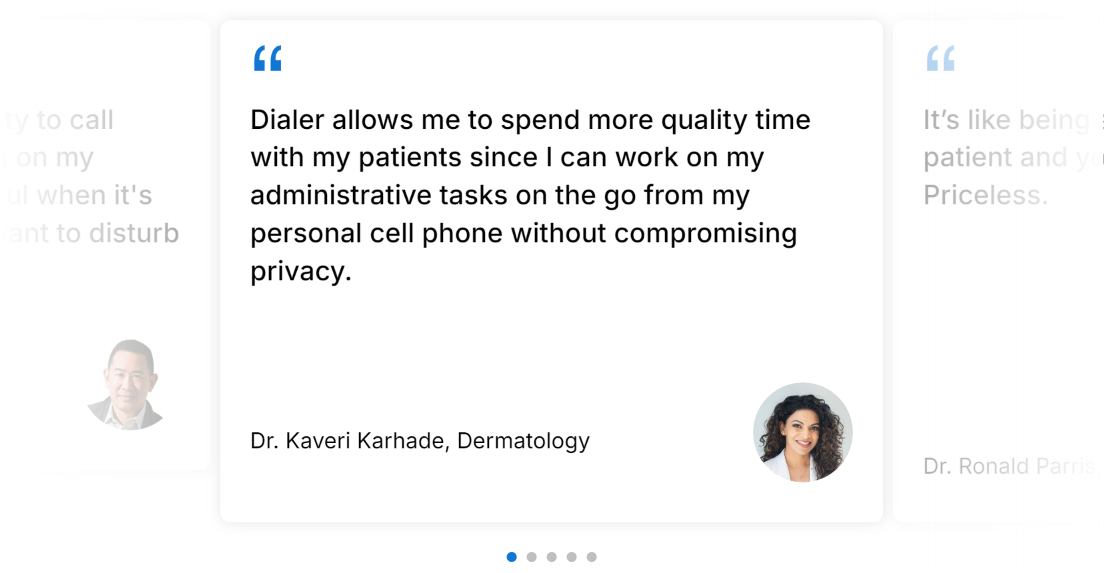 ry to call
on my
ul when it's
ant to disturb
“
Dialer allows me to spend more quality time
with my patients since I can work on my
administrative tasks on the go from my
personal cell phone without compromising
privacy.
Dr. Kaveri Karhade, Dermatology
“
It’s like being
patient and
Priceless.
Dr. Ronald Parris,